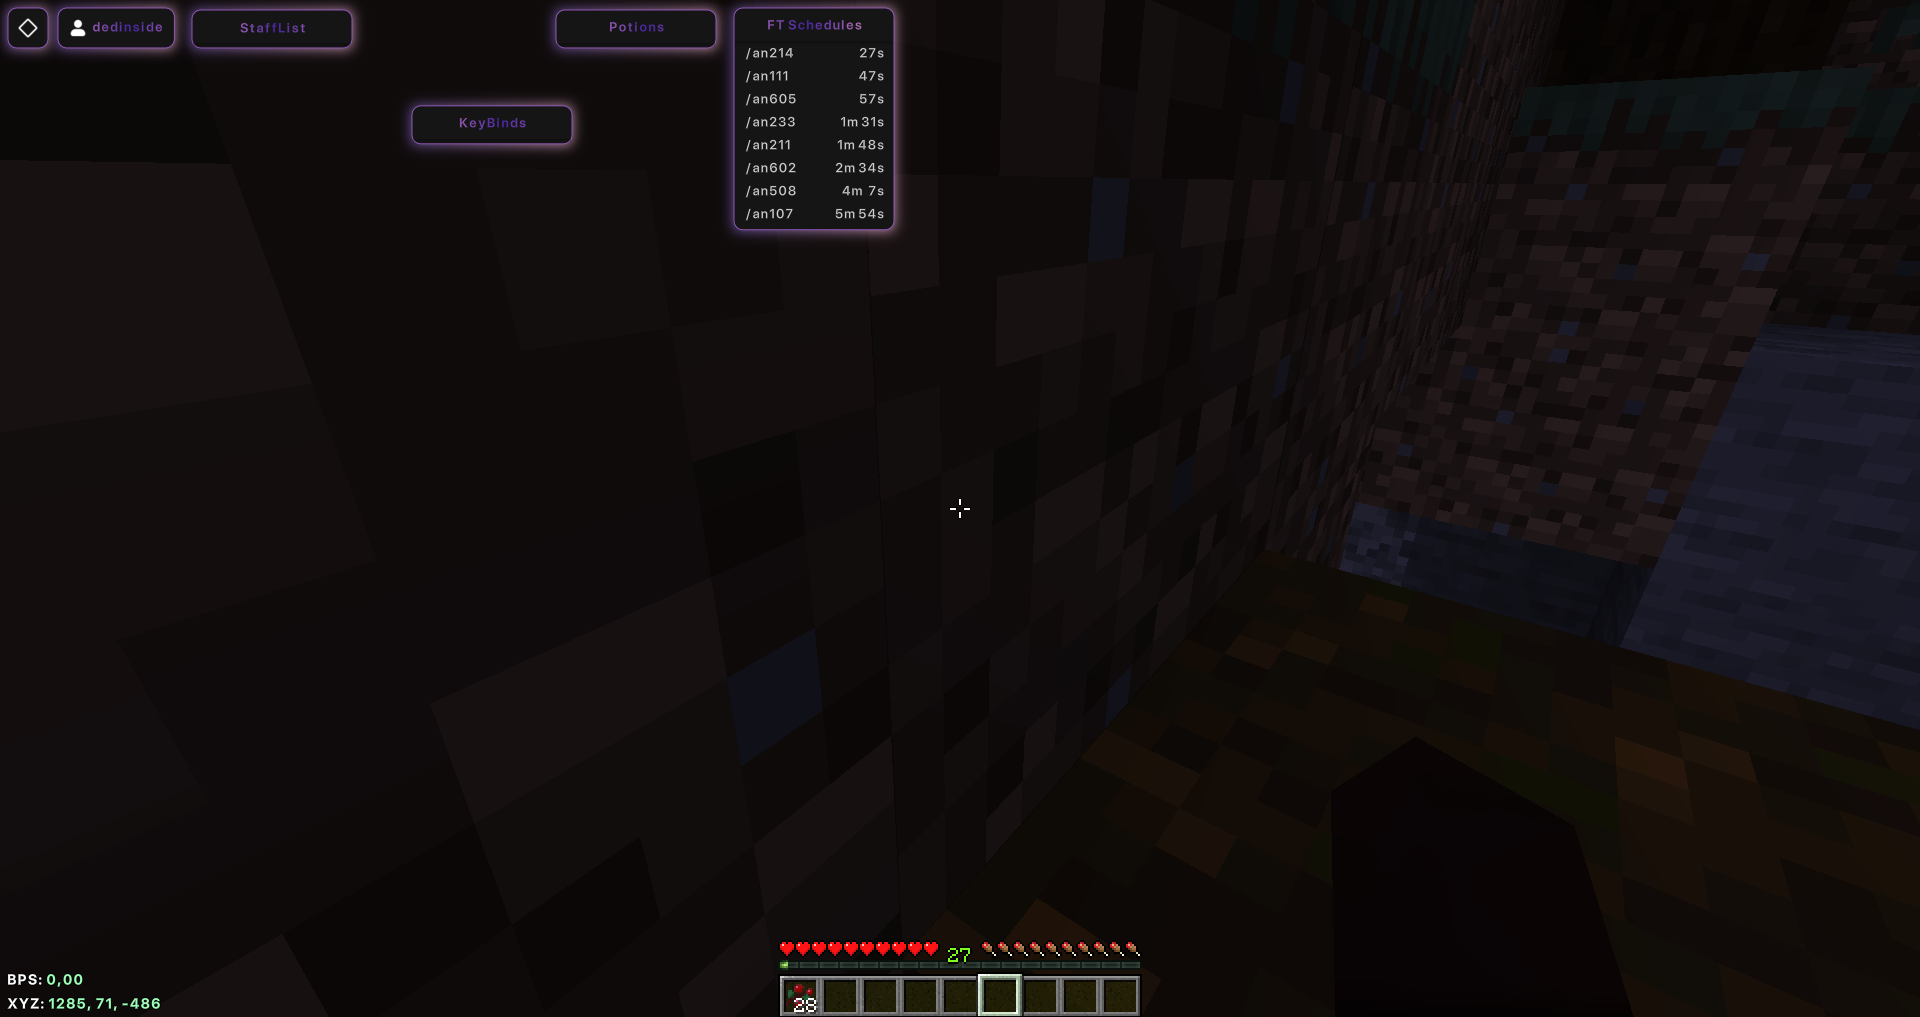 dedinside
StaffList
Potions
FT Schedules
/an214 27s
/an111 47s
/an605 57s
/an233 1m 31s
/an211 1m 48s
/an602 2m 34s
/an508 4m 7s
/an107 5m 54s
KeyBinds
27
BPS: 0,00
XYZ: 1285, 71, -486
28